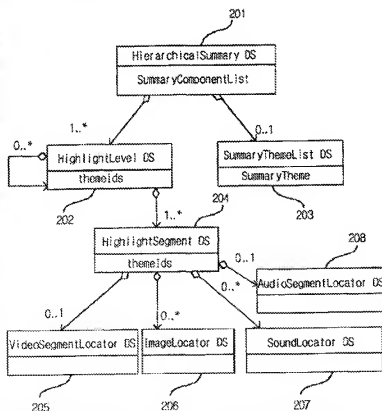 201
HierarchicalSummary DS
SummaryComponentList
1..*
0..1
0..*
HighlightLevel DS
themeIds
202
SummaryThemeList DS
SummaryTheme
203
1..*
204
HighlightSegment DS
themeIds
208
0..1
AudioSegmentLocator DS
0..1
0..*
0..*
VideoSegmentLocator DS
ImageLocator DS
SoundLocator DS
205
206
207